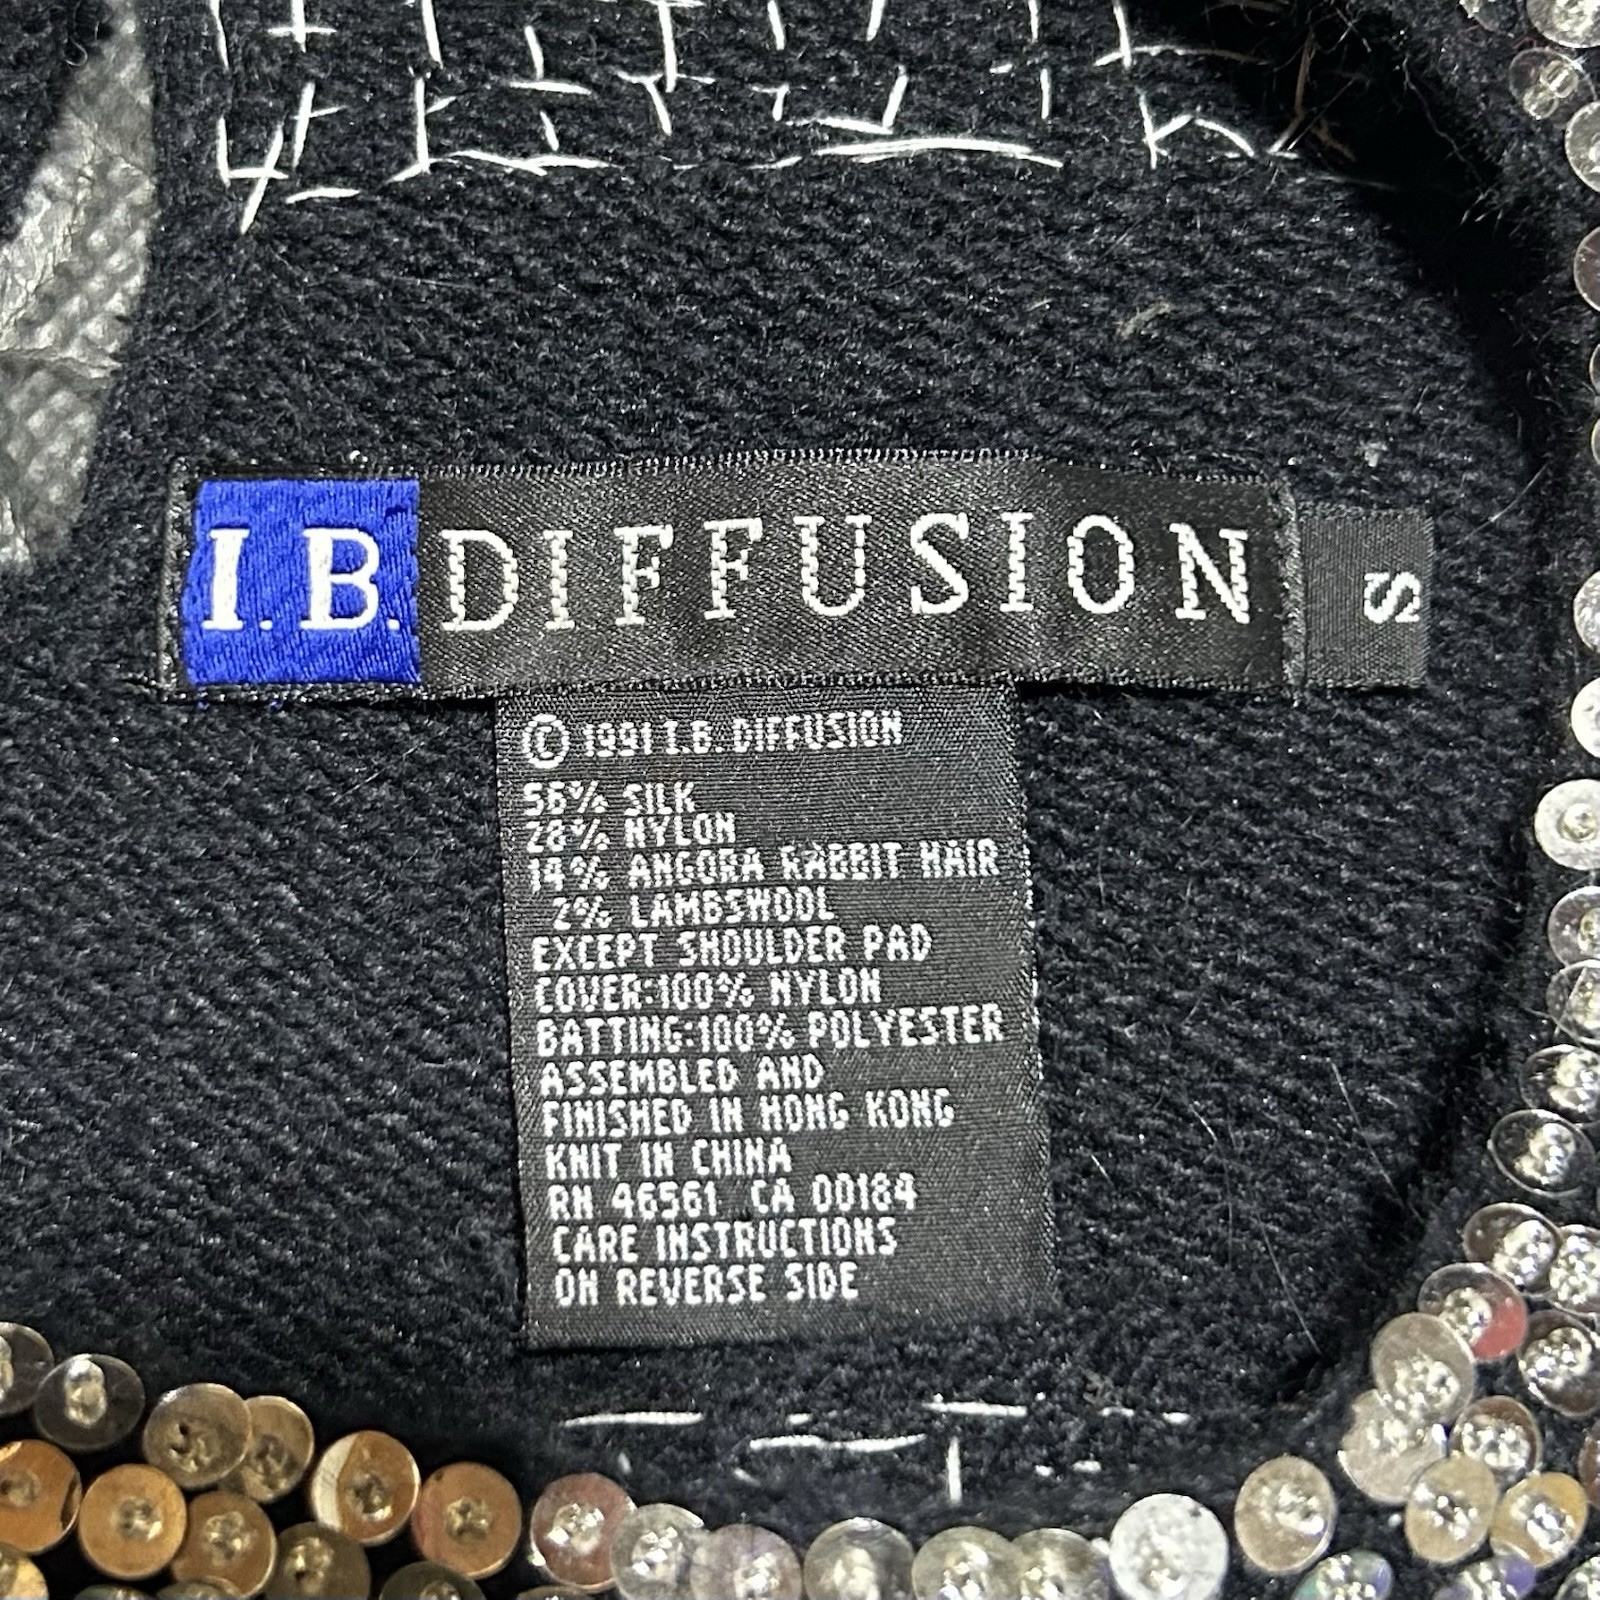 I.B. DIFFUSION
S
© 1991 I.B. DIFFUSION
56% SILK
28% NYLON
14% ANGORA RABBIT HAIR
2% LAMBSWOOL
EXCEPT SHOULDER PAD
COVER:100% NYLON
BATTING:100% POLYESTER
ASSEMBLED AND
FINISHED IN HONG KONG
KNIT IN CHINA
RN 46561 CA 00184
CARE INSTRUCTIONS
ON REVERSE SIDE